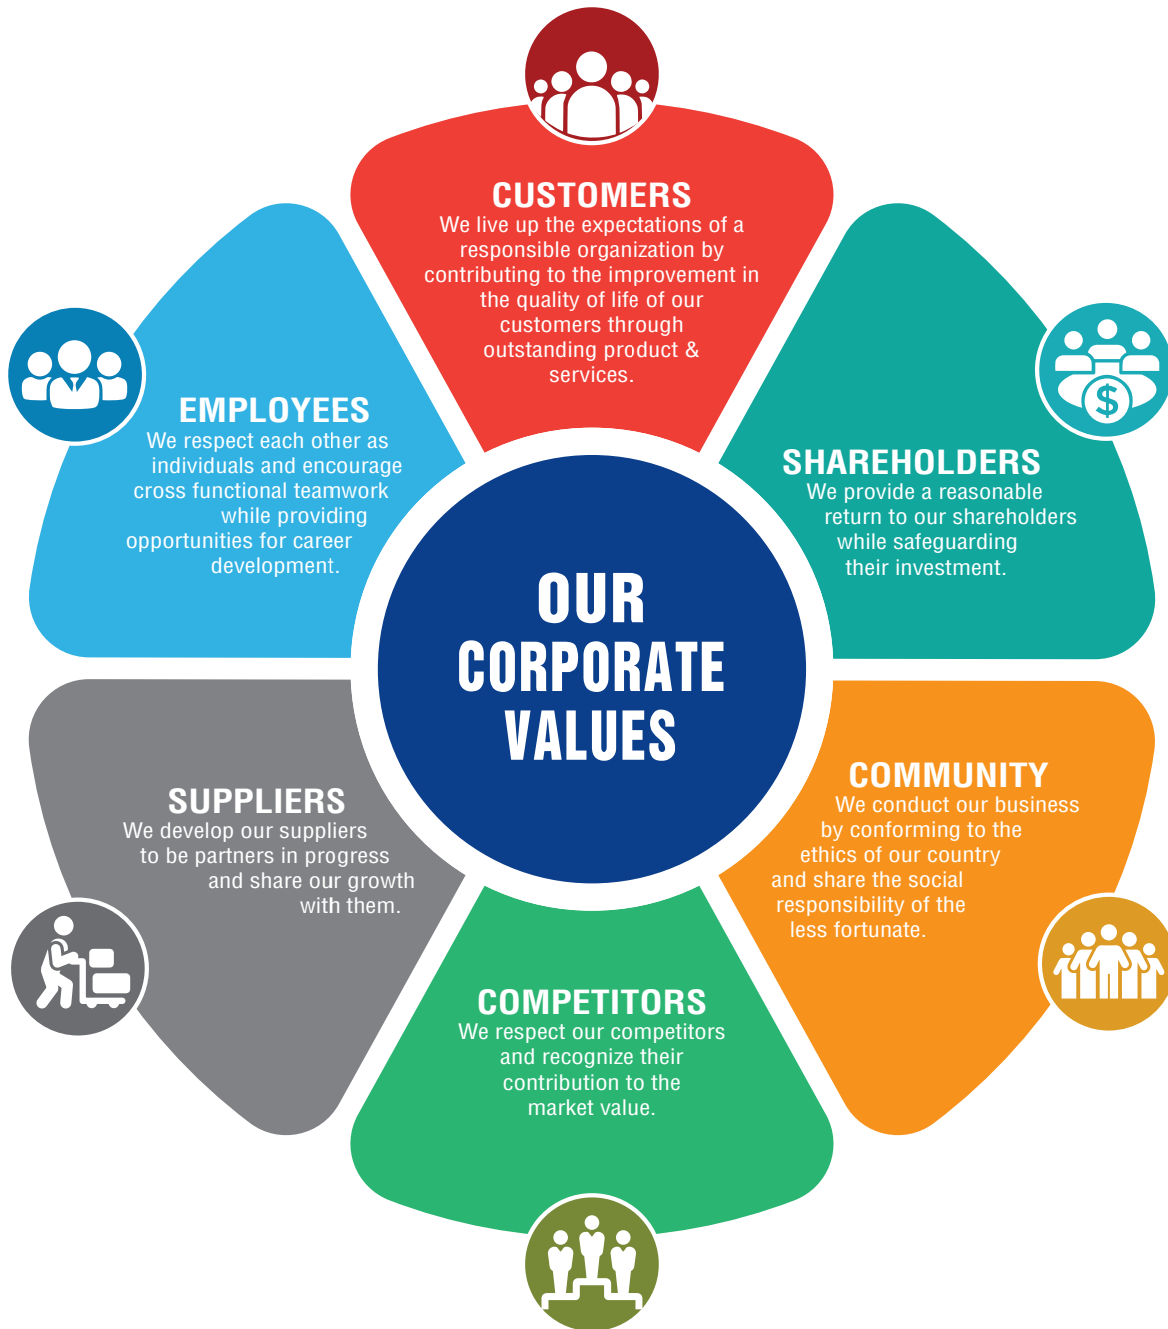 CUSTOMERS
We live up the expectations of a
responsible organization by
contributing to the improvement in
the quality of life of our
customers through
outstanding product &
services.
SHAREHOLDERS
We provide a reasonable
return to our shareholders
while safeguarding
their investment.
COMMUNITY
We conduct our business
by conforming to the
ethics of our country
and share the social
responsibility of the
less fortunate.
COMPETITORS
We respect our competitors
and recognize their
contribution to the
market value.
SUPPLIERS
We develop our suppliers
to be partners in progress
and share our growth
with them.
EMPLOYEES
We respect each other as
individuals and encourage
cross functional teamwork
while providing
opportunities for career
development.
OUR
CORPORATE
VALUES
$